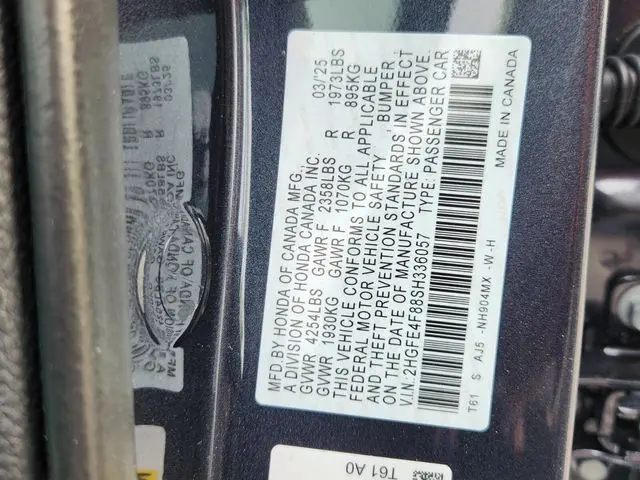 MFD BY HONDA OF CANADA MFG. 03/25
A DIVISION OF HONDA CANADA INC.
GVWR 4254LBS GAWR F 2358LBS R 1973LBS
GVWR 1930KG GAWR F 1070KG R 895KG
THIS VEHICLE CONFORMS TO ALL APPLICABLE
FEDERAL MOTOR VEHICLE SAFETY, BUMPER,
AND THEFT PREVENTION STANDARDS IN EFFECT
ON THE DATE OF MANUFACTURE SHOWN ABOVE.
V.I.N: 2HGFE4F88SH336057 TYPE: PASSENGER CAR
T61 S AJ5 -NH904MX -W-H MADE IN CANADA
T61 A0